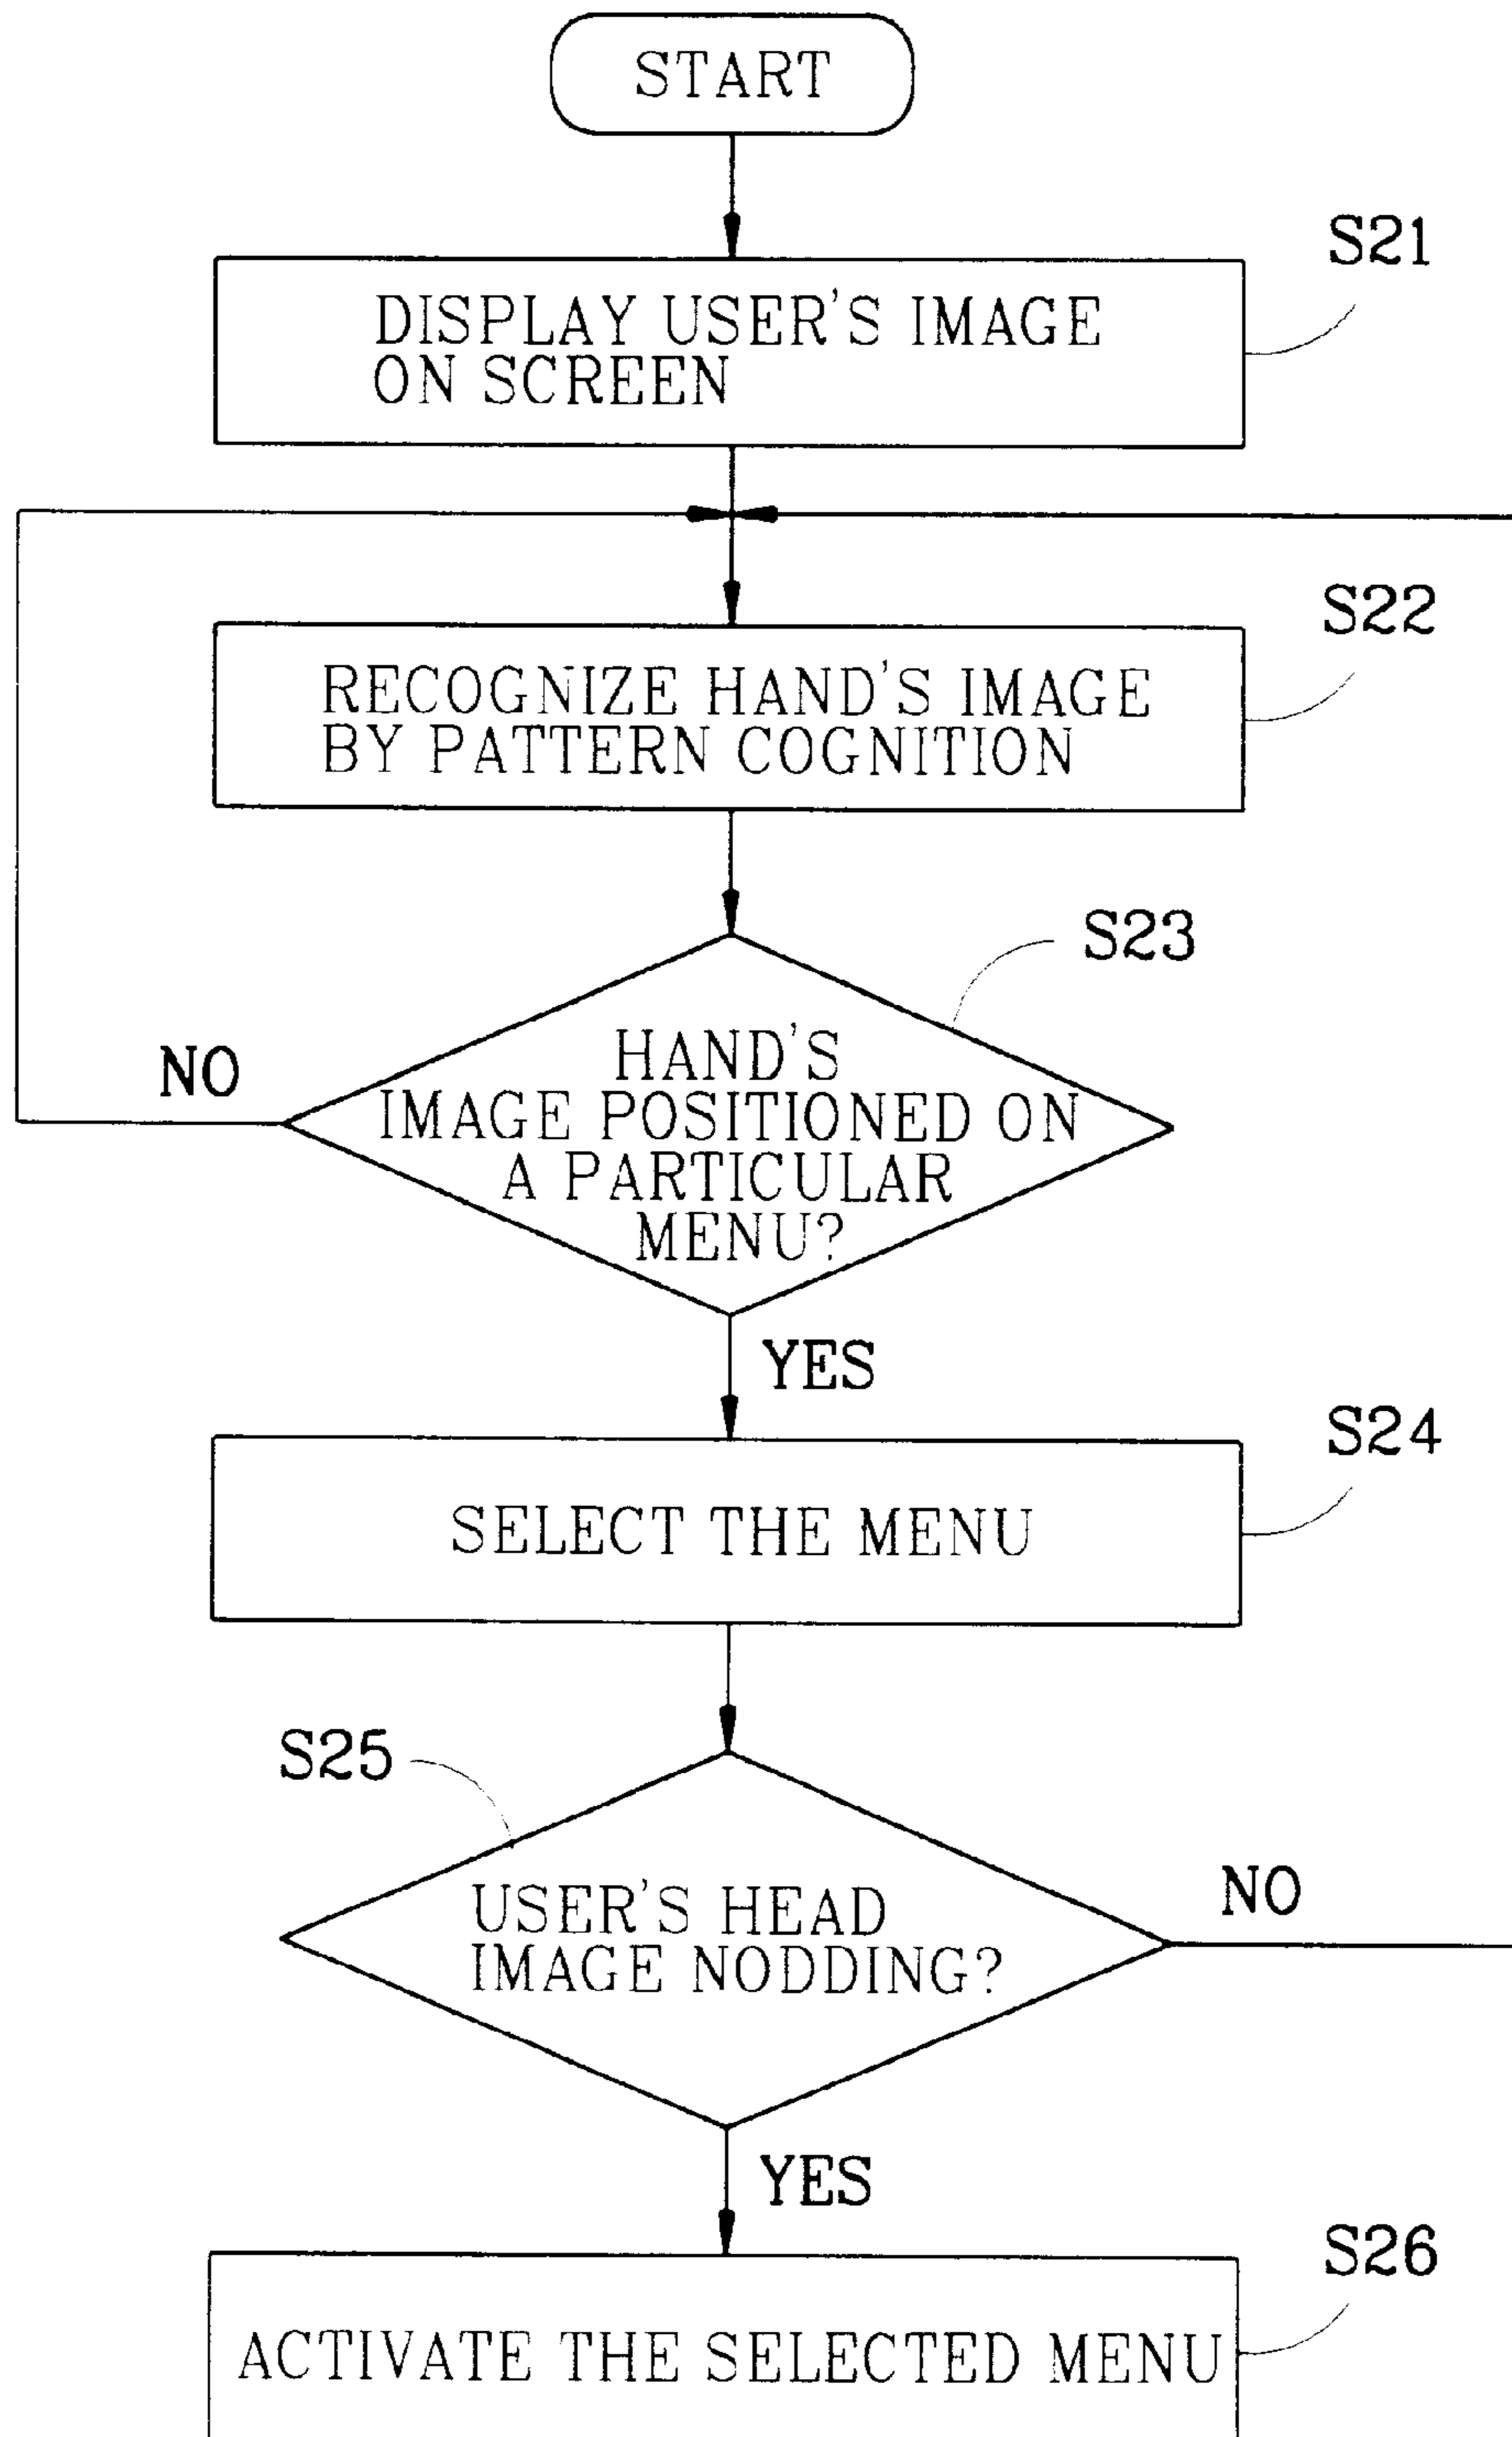 START
S21
DISPLAY USER'S IMAGE
ON SCREEN
S22
RECOGNIZE HAND'S IMAGE
BY PATTERN COGNITION
S23
HAND'S
IMAGE POSITIONED ON
A PARTICULAR
MENU?
NO
YES
S24
SELECT THE MENU
S25
USER'S HEAD
IMAGE NODDING?
NO
YES
S26
ACTIVATE THE SELECTED MENU